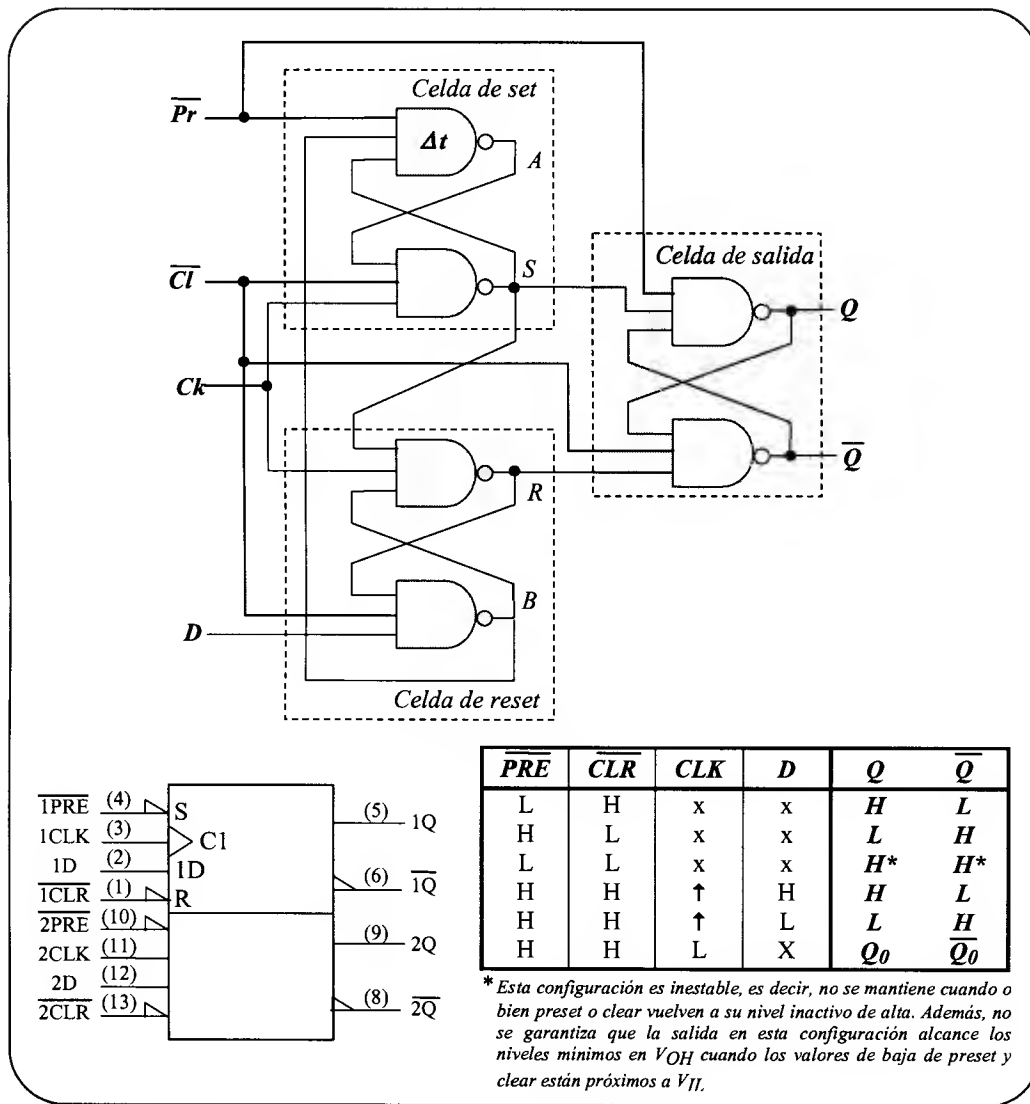 Celda de set
Pr
Δt
A
Celda de salida
Cl
S
Q
Ck
R
Q
B
D
Celda de reset
1PRE (4) S (5) 1Q
1CLK (3) C1
1D (2) 1D (6) 1Q
1CLR (1) R
2PRE (10) (9) 2Q
2CLK (11)
2D (12) (8) 2Q
2CLR (13)
PRE CLR CLK D Q Q
L H x x H L
H L x x L H
L L x x H* H*
H H ↑ H H L
H H ↑ L L H
H H L X Q0 Q0
* Esta configuración es inestable, es decir, no se mantiene cuando o
bien preset o clear vuelven a su nivel inactivo de alta. Además, no
se garantiza que la salida en esta configuración alcance los
niveles mínimos en VOH cuando los valores de baja de preset y
clear están próximos a VIL